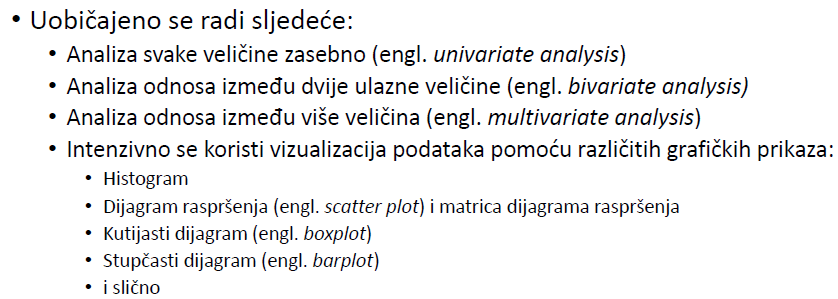 • Uobičajeno se radi sljedeće:
• Analiza svake veličine zasebno (engl. univariate analysis)
• Analiza odnosa između dvije ulazne veličine (engl. bivariate analysis)
• Analiza odnosa između više veličina (engl. multivariate analysis)
• Intenzivno se koristi vizualizacija podataka pomoću različitih grafičkih prikaza:
• Histogram
• Dijagram raspršenja (engl. scatter plot) i matrica dijagrama raspršenja
• Kutijasti dijagram (engl. boxplot)
• Stupčasti dijagram (engl. barplot)
• i slično